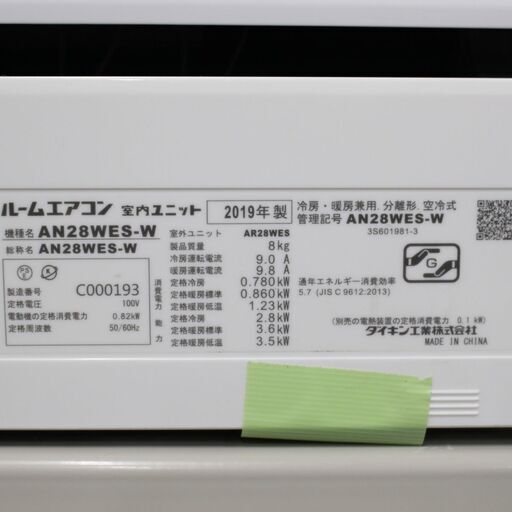 ルームエアコン 室内ユニット 2019年製
冷房・暖房兼用.分離形.空冷式
機種名 AN28WES-W
総称名 AN28WES-W
管理記号 AN28WES-W
3S601981-3
製造番号 C000193
定格電圧 100V
電動機の定格消費電力 0.82kW
定格周波数 50/60Hz
室外ユニット AR28WES
製品質量 8kg
冷房運転電流 9.0 A
暖房運転電流 9.8 A
消費電力
定格冷房 0.780kW
定格暖房標準 0.860kW
定格暖房低温 1.23kW
能力
定格冷房 2.8kW
定格暖房標準 3.6kW
定格暖房低温 3.5kW
通年エネルギー消費効率
5.7 (JIS C 9612:2013)
G
(別売の電熱装置の定格消費電力 0.1 kW)
ダイキン工業株式会社
MADE IN CHINA